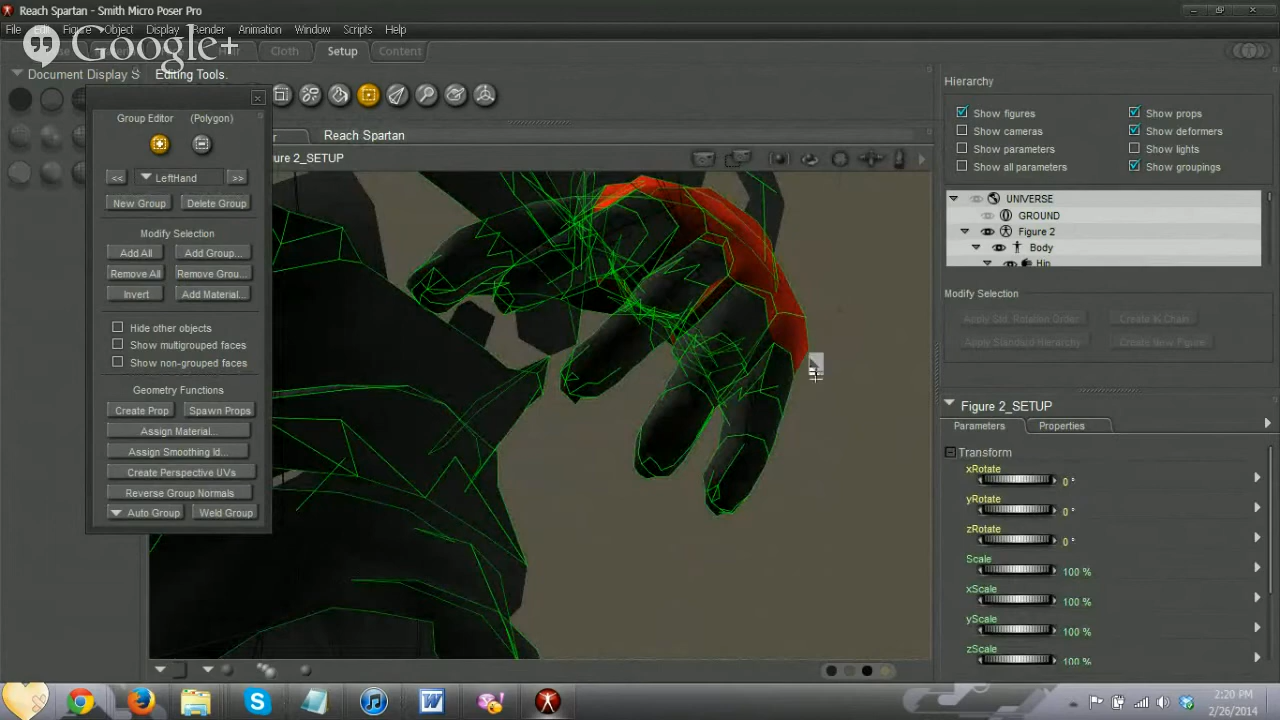 Reach Spartan - Smith Micro Poser Pro
File Edit Figure Object Display Render Animation Window Scripts Help
Google+
Cloth Setup Content
Document Display S Editing Tools.
Group Editor (Polygon)
<< LeftHand >>
New Group Delete Group
Modify Selection
Add All Add Group...
Remove All Remove Grou...
Invert Add Material...
Hide other objects
Show multigrouped faces
Show non-grouped faces
Geometry Functions
Create Prop Spawn Props
Assign Material...
Assign Smoothing Id...
Create Perspective UVs
Reverse Group Normals
Auto Group Weld Group
Reach Spartan
ure 2_SETUP
Hierarchy
Show figures Show props
Show cameras Show deformers
Show parameters Show lights
Show all parameters Show groupings
UNIVERSE
GROUND
Figure 2
Body
Hip
Modify Selection
Apply Std. Rotation Order Create IK Chain
Apply Standard Hierarchy Create New Figure
Figure 2_SETUP
Parameters Properties
Transform
xRotate
0 °
yRotate
0 °
zRotate
0 °
Scale
100 %
xScale
100 %
yScale
100 %
zScale
100 %
2:20 PM
2/26/2014